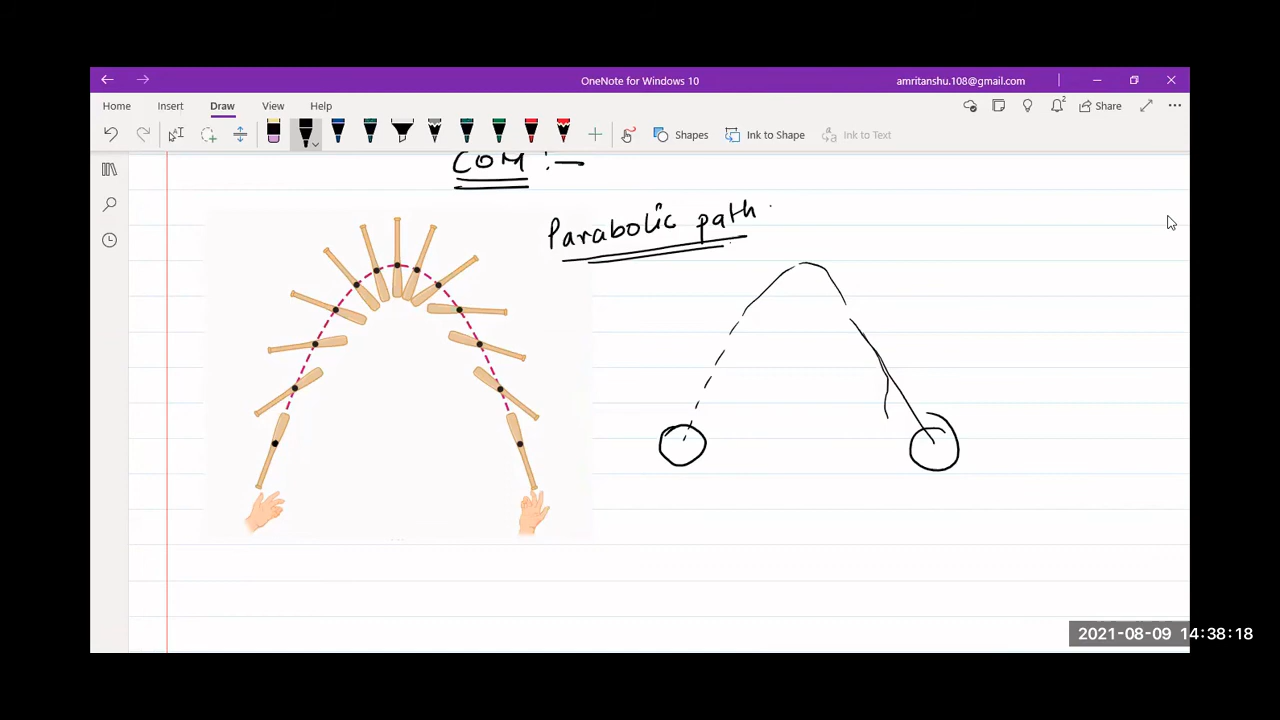 OneNote for Windows 10
amritanshu.108@gmail.com
Home Insert Draw View Help
2
Share
Shapes
Ink to Shape
Ink to Text
COM :-
Parabolic path
2021-08-09 14:38:18